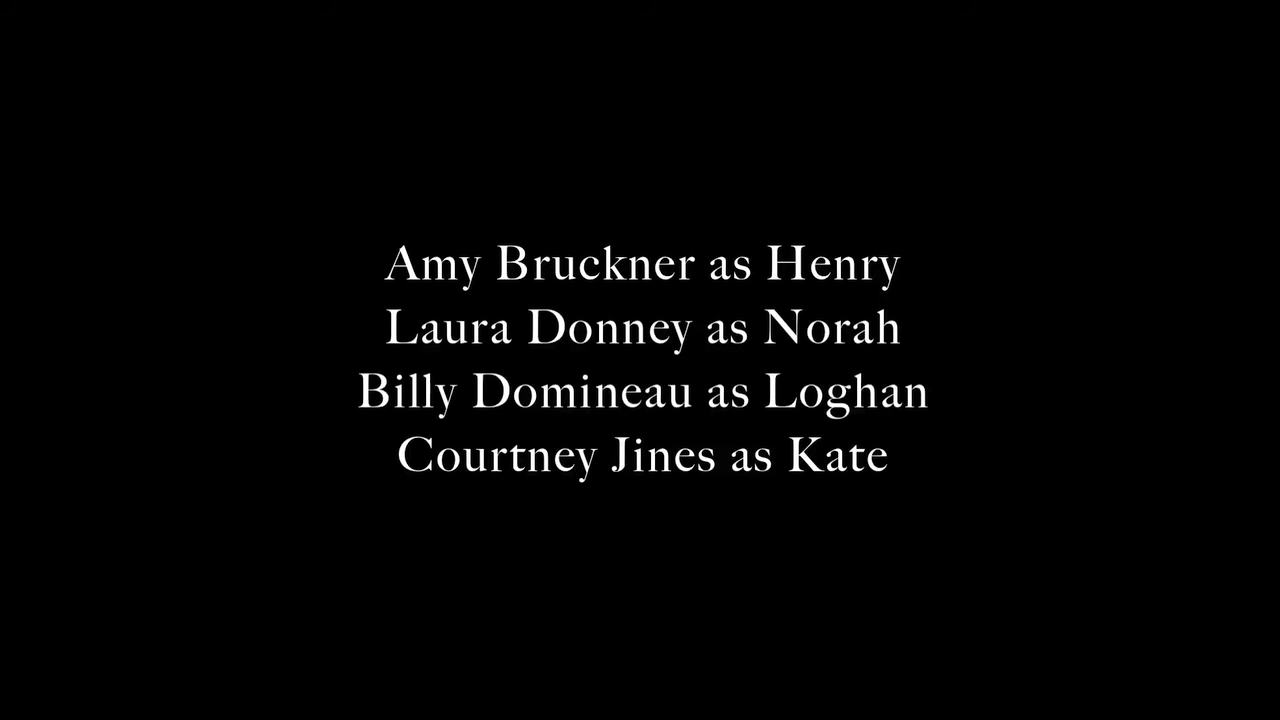 Amy Bruckner as Henry
Laura Donney as Norah
Billy Domineau as Loghan
Courtney Jines as Kate